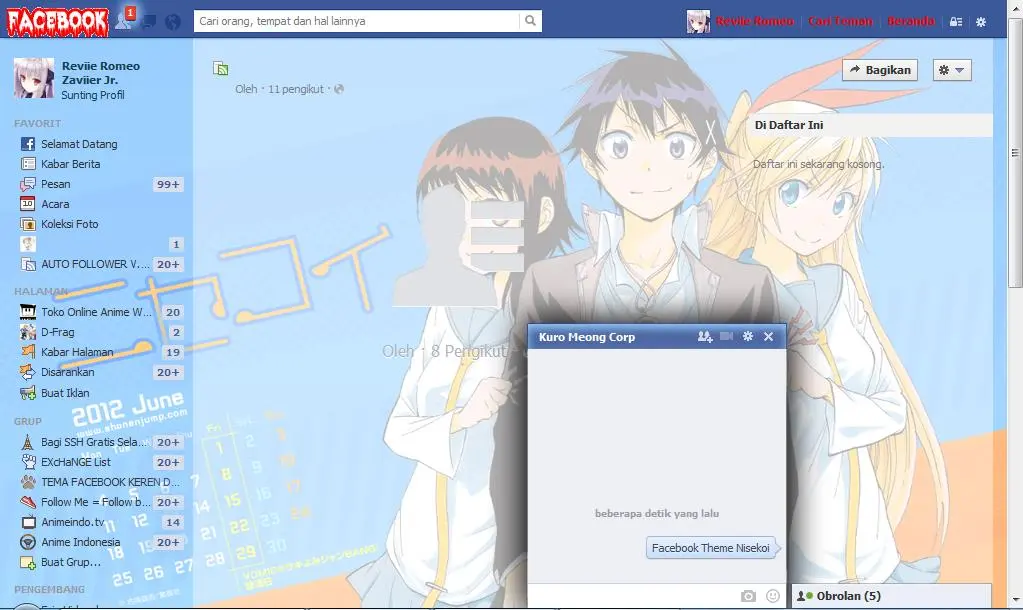 FACEBOOK
1
Cari orang, tempat dan hal lainnya
Reviie Romeo
Cari Teman
Beranda
Reviie Romeo
Zaviier Jr.
Sunting Profil
FAVORIT
Selamat Datang
Kabar Berita
Pesan 99+
Acara
Koleksi Foto
1
AUTO FOLLOWER V... 20+
HALAMAN
Toko Online Anime W... 20
D-Frag 2
Kabar Halaman 19
Disarankan 20+
Buat Iklan
GRUP
Bagi SSH Gratis Sela... 20+
EXcHaNGE List 20+
TEMA FACEBOOK KEREN D...
Follow Me = Follow b... 20+
Animeindo.tv 14
Anime Indonesia 20+
Buat Grup...
PENGEMBANG
Oleh · 11 pengikut ·
Bagikan
Di Daftar Ini
Daftar ini sekarang kosong.
ニセコイ
Oleh · 8 Pengikut ·
2012 June
www.shonenjump.com
Kuro Meong Corp
beberapa detik yang lalu
Facebook Theme Nisekoi
Obrolan (5)